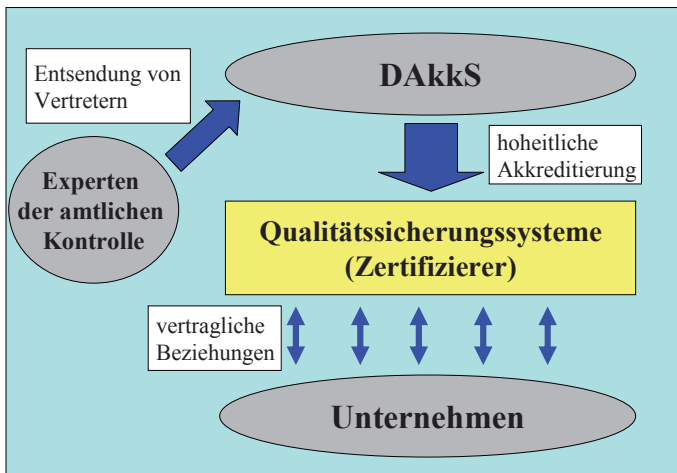 Entsendung von
Vertretern
DAkkS
hoheitliche
Akkreditierung
Experten
der amtlichen
Kontrolle
Qualitätssicherungssysteme
(Zertifizierer)
vertragliche
Beziehungen
Unternehmen